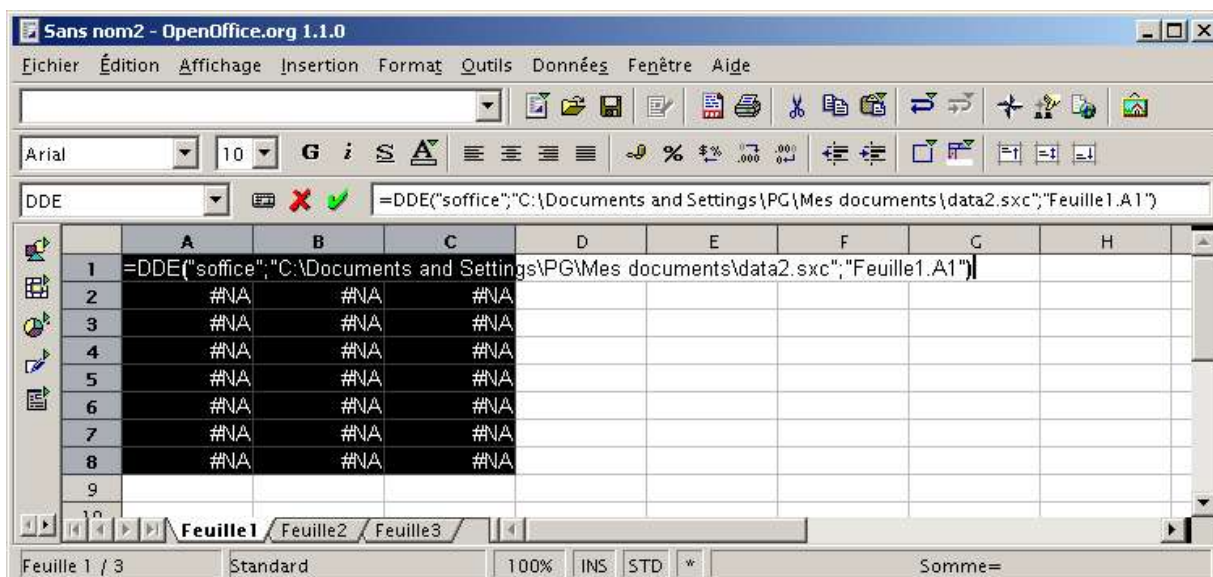 Sans nom2 - OpenOffice.org 1.1.0
Fichier Édition Affichage Insertion Format Outils Données Fenêtre Aide
Arial 10 G i S A
DDE =DDE("soffice";"C:\Documents and Settings\PG\Mes documents\data2.sxc";"Feuille1.A1")
A B C D E F G H
1 =DDE("soffice";"C:\Documents and Settings\PG\Mes documents\data2.sxc";"Feuille1.A1")
2 #NA #NA #NA
3 #NA #NA #NA
4 #NA #NA #NA
5 #NA #NA #NA
6 #NA #NA #NA
7 #NA #NA #NA
8 #NA #NA #NA
9
10
Feuille1 Feuille2 Feuille3
Feuille 1 / 3 Standard 100% INS STD * Somme=